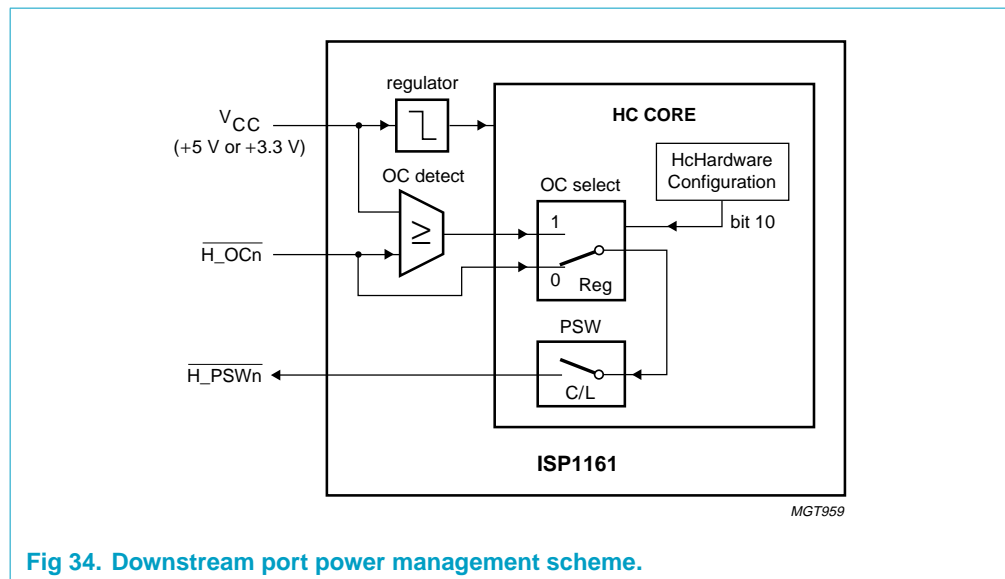 regulator
HC CORE
VCC
(+5 V or +3.3 V)
HcHardware
Configuration
OC detect
OC select
≥
1
bit 10
H_OCn
0
Reg
PSW
H_PSWn
C/L
ISP1161
MGT959
Fig 34. Downstream port power management scheme.